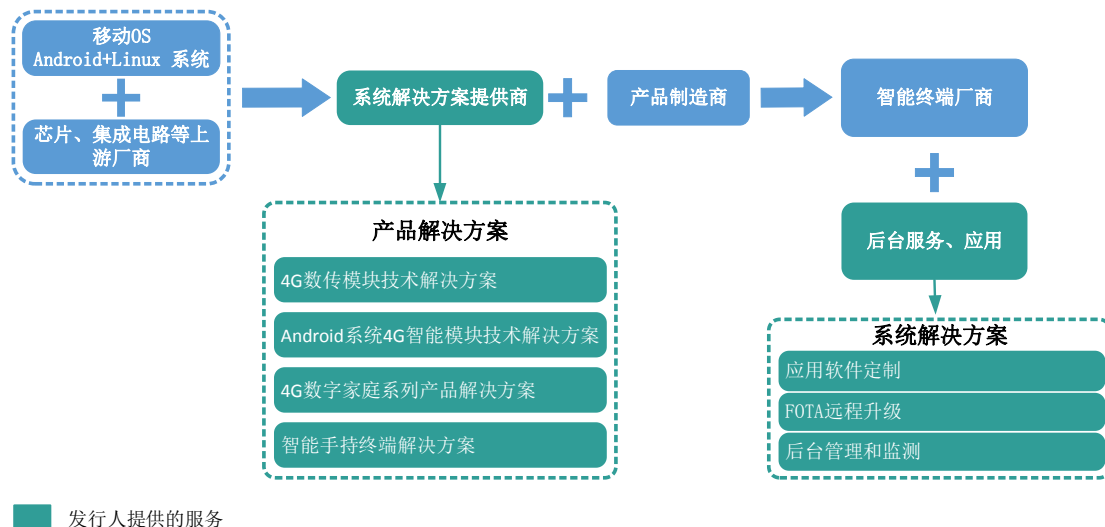 移动OS
Android+Linux 系统
芯片、集成电路等上
游厂商
系统解决方案提供商
产品制造商
智能终端厂商
后台服务、应用
产品解决方案
4G数传模块技术解决方案
Android系统4G智能模块技术解决方案
4G数字家庭系列产品解决方案
智能手持终端解决方案
系统解决方案
应用软件定制
FOTA远程升级
后台管理和监测
发行人提供的服务